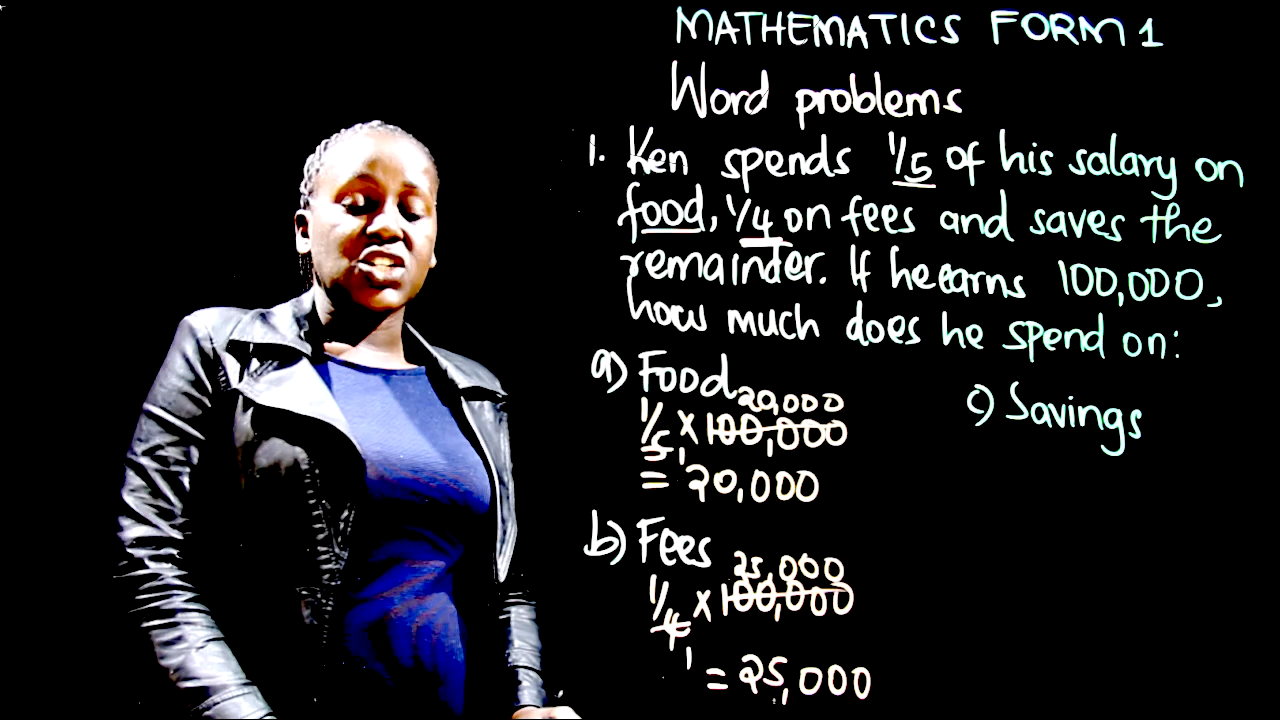 MATHEMATICS FORM 1
Word problems
1. Ken spends 1/5 of his salary on
food, 1/4 on fees and saves the
remainder. If he earns 100,000,
how much does he spend on:
a) Food
20,000
1/5 × 100,000
1
= 20,000
b) Fees
25,000
1/4 × 100,000
1
= 25,000
c) Savings